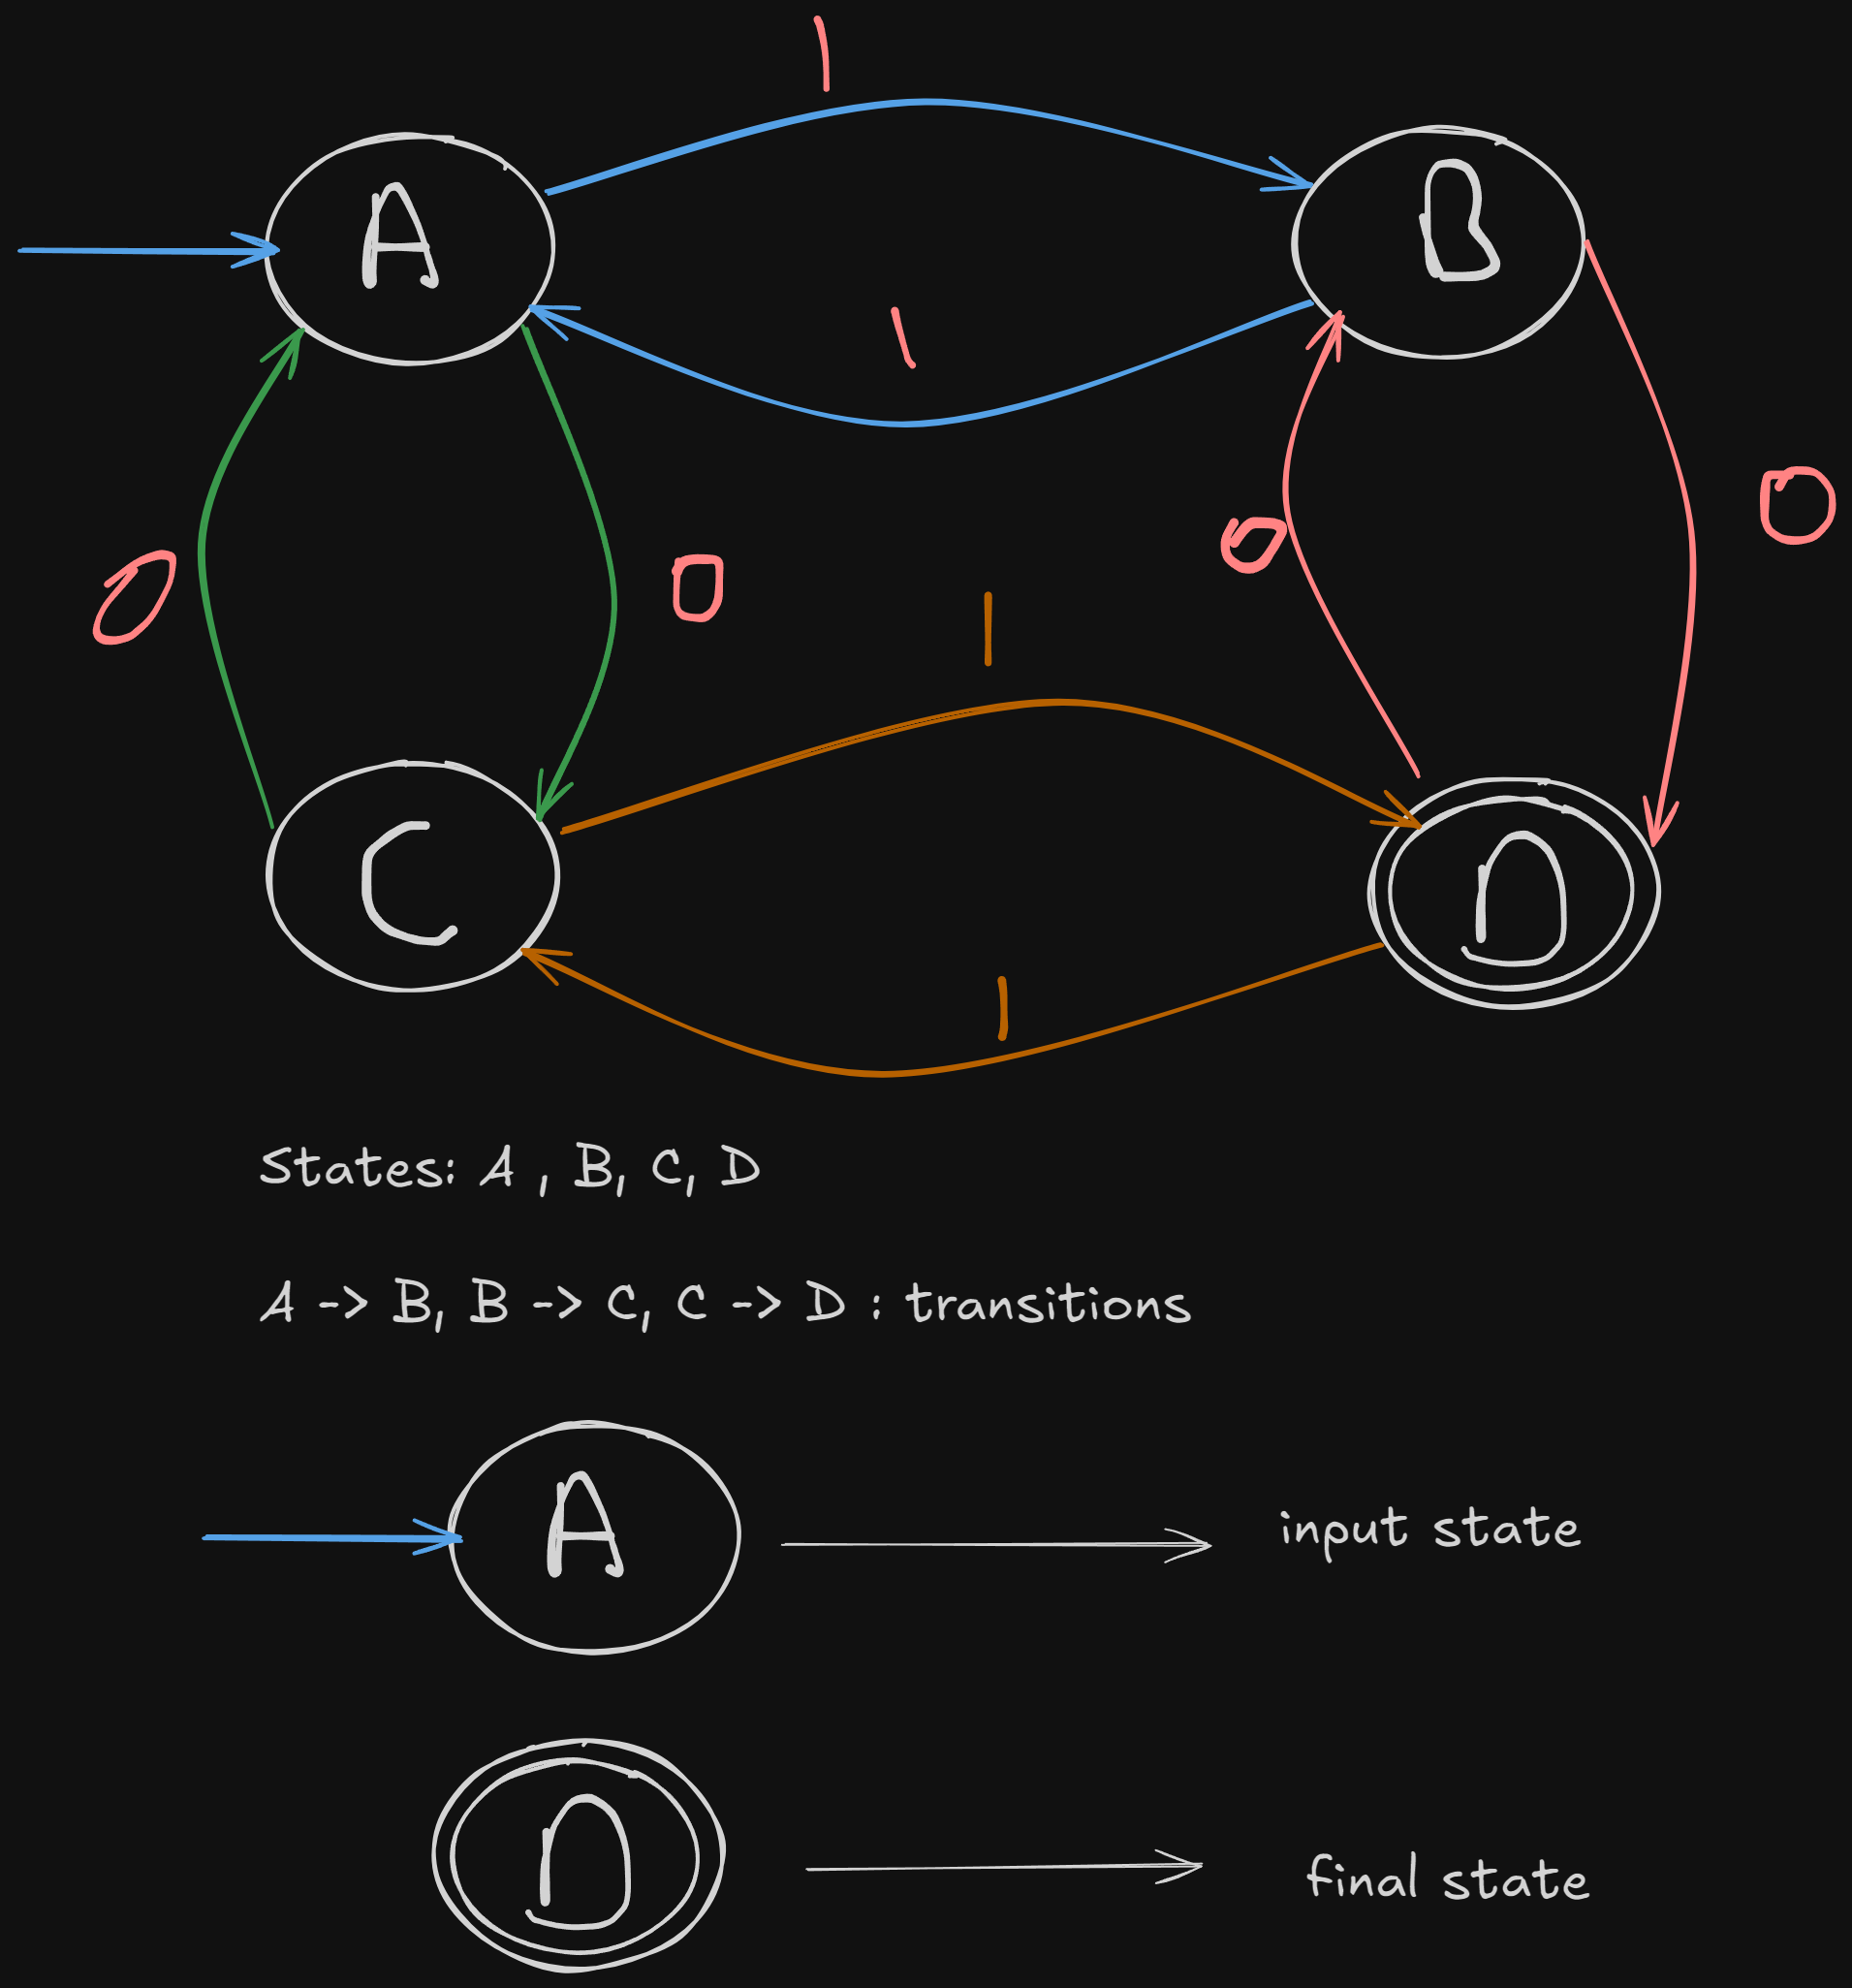 1
A
B
1
0
0
0
0
1
C
D
1
States: A , B, C, D
A -> B, B -> C, C -> D : transitions
A input state
D final state